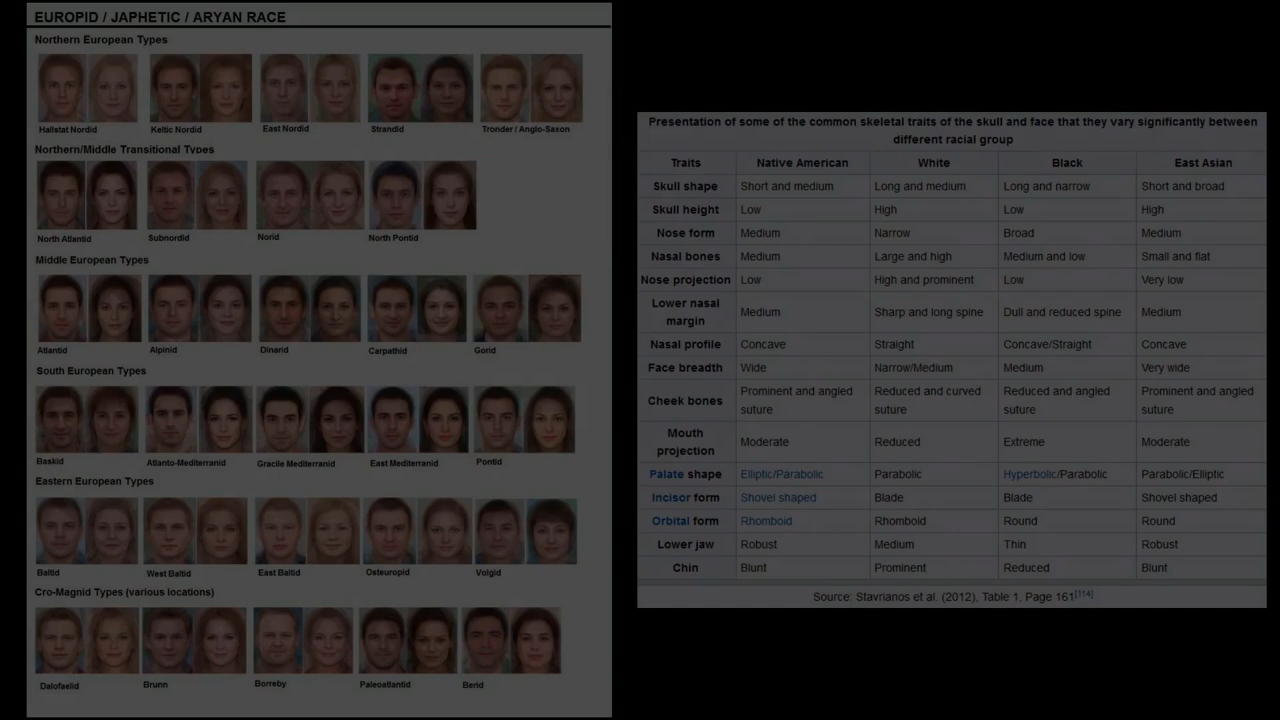 EUROPID / JAPHETIC / ARYAN RACE
Northern European Types
Hallstat Nordid
Keltic Nordid
East Nordid
Strandid
Tronder / Anglo-Saxon
Northern/Middle Transitional Types
North Atlantid
Subnordid
Norid
North Pontid
Middle European Types
Atlantid
Alpinid
Dinarid
Carpathid
Gorid
South European Types
Baskid
Atlanto-Mediterranid
Gracile Mediterranid
East Mediterranid
Pontid
Eastern European Types
Baltid
West Baltid
East Baltid
Osteuropid
Volgid
Cro-Magnid Types (various locations)
Dalofaelid
Brunn
Borreby
Paleoatlantid
Berid
Presentation of some of the common skeletal traits of the skull and face that they vary significantly between
different racial group
Traits Native American White Black East Asian
Skull shape Short and medium Long and medium Long and narrow Short and broad
Skull height Low High Low High
Nose form Medium Narrow Broad Medium
Nasal bones Medium Large and high Medium and low Small and flat
Nose projection Low High and prominent Low Very low
Lower nasal
margin Medium Sharp and long spine Dull and reduced spine Medium
Nasal profile Concave Straight Concave/Straight Concave
Face breadth Wide Narrow/Medium Medium Very wide
Cheek bones Prominent and angled Reduced and curved Reduced and angled Prominent and angled
suture suture suture suture
Mouth
projection Moderate Reduced Extreme Moderate
Palate shape Elliptic/Parabolic Parabolic Hyperbolic/Parabolic Parabolic/Elliptic
Incisor form Shovel shaped Blade Blade Shovel shaped
Orbital form Rhomboid Rhomboid Round Round
Lower jaw Robust Medium Thin Robust
Chin Blunt Prominent Reduced Blunt
Source: Stavrianos et al. (2012), Table 1, Page 161[114]